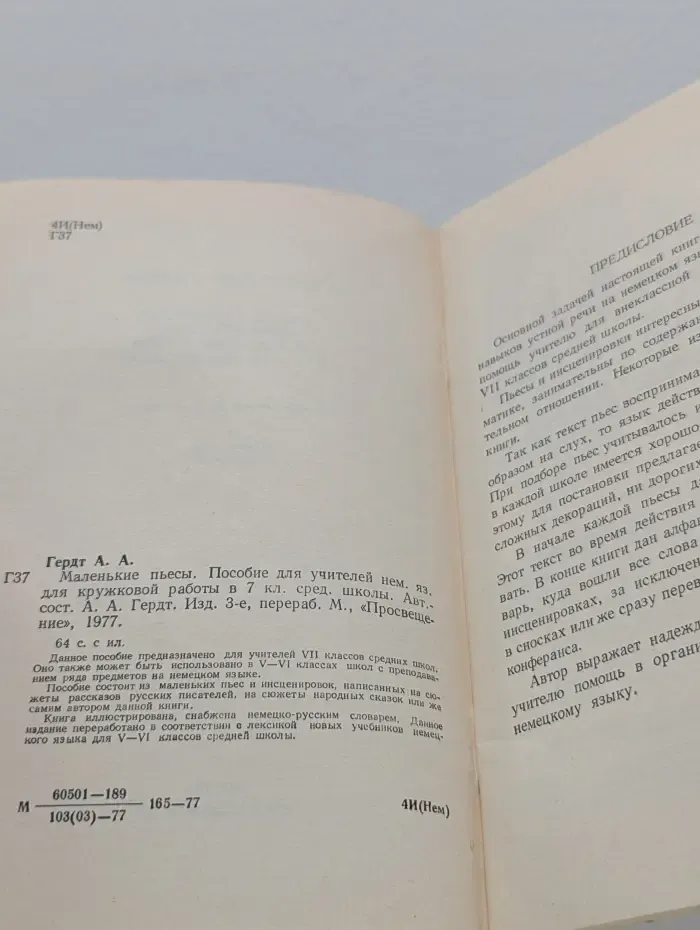 4И(Нем)
Г37
Гердт А. А.
Г37 Маленькие пьесы. Пособие для учителей нем. яз.
для кружковой работы в 7 кл. сред. школы. Авт.-
сост. А. А. Гердт. Изд. 3-е, перераб. М., «Просвеще-
ние», 1977.
64 с. с ил.
Данное пособие предназначено для учителей VII классов средних школ.
Оно также может быть использовано в V—VI классах школ с преподава-
нием ряда предметов на немецком языке.
Пособие состоит из маленьких пьес и инсценировок, написанных на сю-
жеты рассказов русских писателей, на сюжеты народных сказок или же
самим автором данной книги.
Книга иллюстрирована, снабжена немецко-русским словарем. Данное
издание переработано в соответствии с лексикой новых учебников немец-
кого языка для V—VI классов средней школы.
М 60501—189
103(03)—77 165—77 4И(Нем)
ПРЕДИСЛОВИЕ
Основной задачей настоящей книг
навыков устной речи на немецком яз
помощь учителю для внеклассной
VII классов средней школы.
Пьесы и инсценировки интересны
матике, занимательны по содержа
тельном отношении. Некоторые из
книги.
Так как текст пьес воспринима
образом на слух, то язык дейст
При подборе пьес учитывалось и
в каждой школе имеется хорошо
этому для постановки предлагае
сложных декораций, ни дорогих
В начале каждой пьесы д
Этот текст во время действия
вать. В конце книги дан алфа
варь, куда вошли все слова
инсценировках, за исключен
в сносках или же сразу перев
конферанса.
Автор выражает надежд
учителю помощь в орган
немецкому языку.